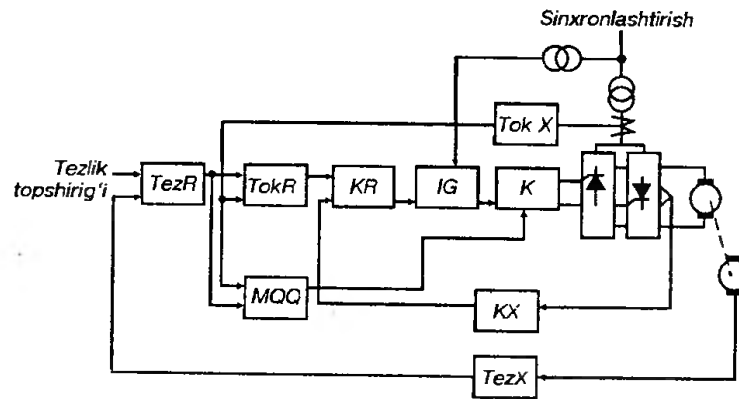 Sinxronlashtirish
Tok X
Tezlik
topshirig‘i
TezR
TokR
KR
IG
K
MQQ
KX
TezX